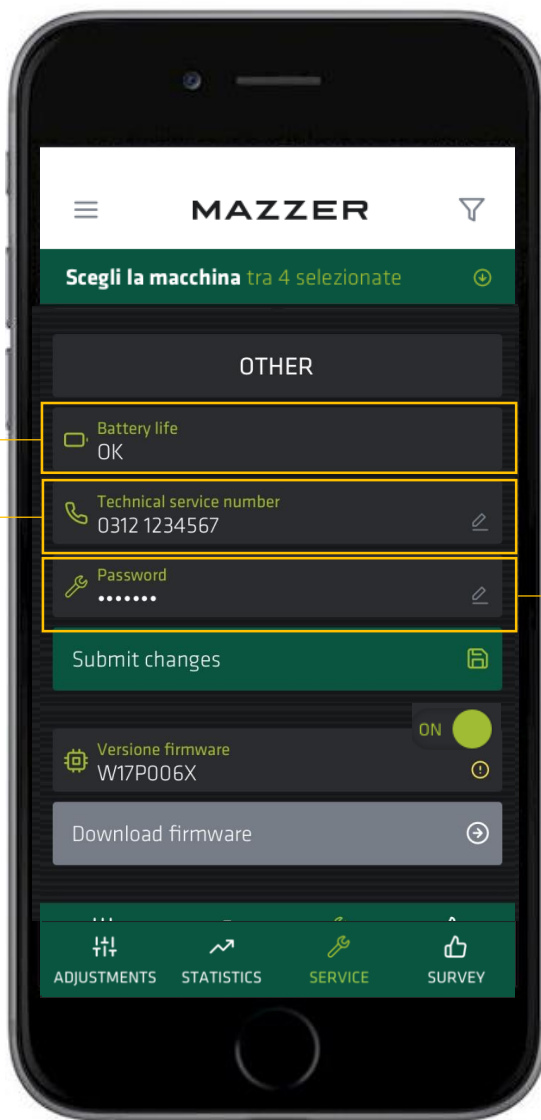 MAZZER
Scegli la macchina tra 4 selezionate
OTHER
Battery life
OK
Technical service number
0312 1234567
Password
•••••••
Submit changes
ON
Versione firmware
W17P006X
Download firmware
ADJUSTMENTS STATISTICS SERVICE SURVEY